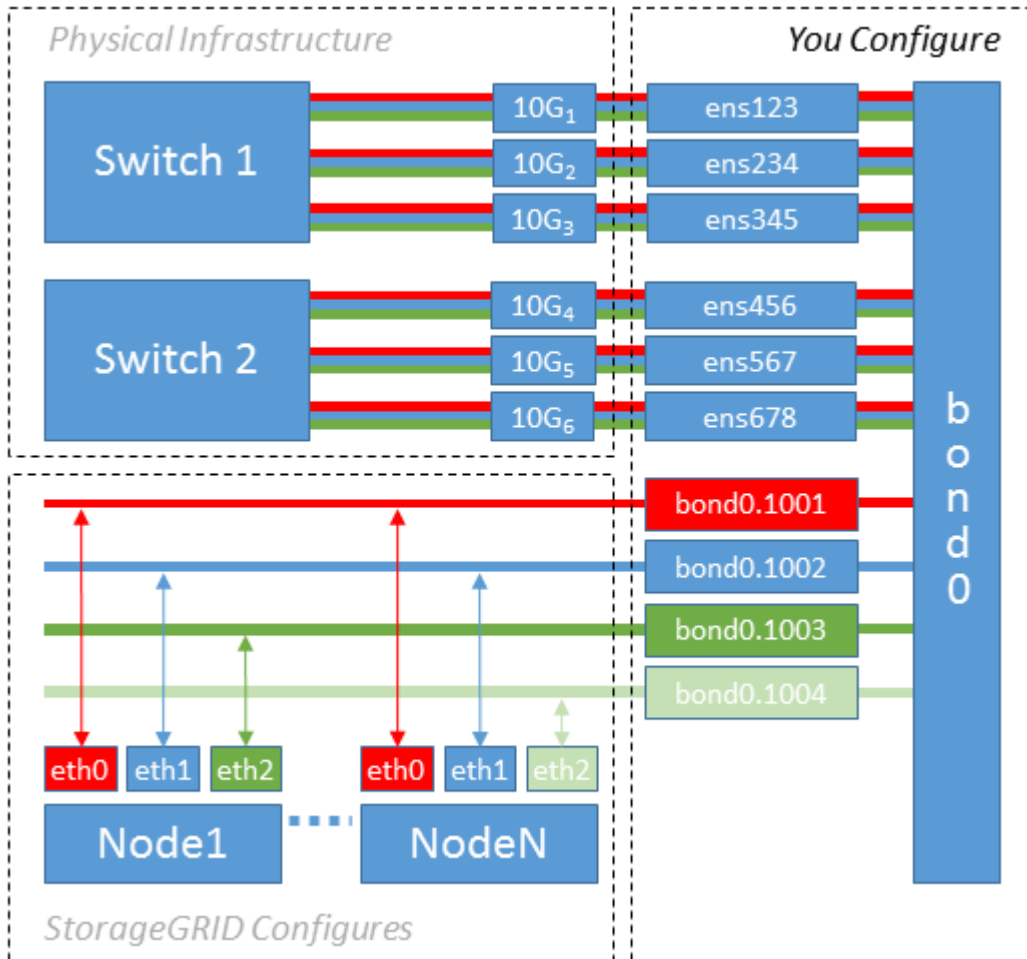 Physical Infrastructure
You Configure
Switch 1
10G₁
ens123
10G₂
ens234
10G₃
ens345
Switch 2
10G₄
ens456
10G₅
ens567
10G₆
ens678
bond0
bond0.1001
bond0.1002
bond0.1003
bond0.1004
eth0
eth1
eth2
eth0
eth1
eth2
Node1
NodeN
StorageGRID Configures